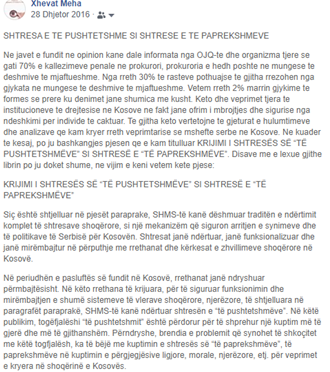 Xhevat Meha
28 Dhjetor 2016 ·
SHTRESA E TE PUSHTETSHME SI SHTRESE E TE PAPREKSHMEVE
Ne javet e fundit ne opinion kane dale informata nga OJQ-te dhe organizma tjere se
gati 70% e kallezimeve penale ne prokurori, prokuroria e hedh poshte ne mungese te
deshmive te mjaftueshme. Nga rreth 30% te rasteve pothuajse te gjitha rrezohen nga
gjykata ne mungese te deshmive te mjaftueshme. Vetem rreth 2% marrin gjykime te
formes se prere ku denimet jane shumica me kusht. Keto dhe veprimet tjera te
institucioneve te drejtesise ne Kosove ne fakt jane ofrim i mbrojtjes dhe sigurise nga
ndeshkimi per individe te caktuar. Te gjitha keto vertetojne te gjeturat e hulumtimeve
dhe analizave qe kam kryer rreth veprimtarise se mshefte serbe ne Kosove. Ne kuader
te kesaj, po ju bashkangjes pjesen qe e kam titulluar KRIJIMI I SHTRESËS SË "TË
PUSHTETSHMËVE" SI SHTRESË E "TË PAPREKSHMËVE". Disave me e lexue gjithe
librin po ju doket shume, ne vijim e keni vetem kete pjese:
KRIJIMI I SHTRESËS SË "TË PUSHTETSHMËVE" SI SHTRESË E "TË
PAPREKSHMËVE"
Siç është shtjelluar në pjesët paraprake, SHMS-të kanë dëshmuar traditën e ndërtimit
komplet të shtresave shoqërore, si një mekanizëm që siguron arritjen e synimeve dhe
të politikave të Serbisë për Kosovën. Shtresat janë ndërtuar, janë funksionalizuar dhe
janë mirëmbajtur në përputhje me rrethanat dhe kërkesat e zhvillimeve shoqërore në
Kosovë.
Në periudhën e pasluftës së fundit në Kosovë, rrethanat janë ndryshuar
përmbajtësisht. Në këto rrethana të krijuara, për të siguruar funksionimin dhe
mirëmbajtjen e shumë sistemeve të vlerave shoqërore, njerëzore, të shtjelluara në
paragrafët paraprakë, SHMS-të kanë ndërtuar shtresën e "të pushtetshmëve". Në këtë
publikim, togëfjalëshi "të pushtetshmit" është përdorur për të shprehur një kuptim më të
gjerë dhe më të gjithanshëm. Përndryshe, brendia e problemit që synohet të shkoqitet
me këtë togfjalësh, ka të bëjë me kuptimin e shtresës së "të paprekshmëve", të
paprekshmëve në kuptimin e përgjegjësive ligjore, morale, njerëzore, etj. për veprimet
e kryera në shoqërinë e Kosovës.